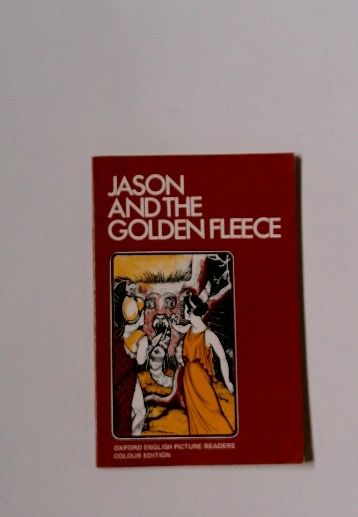 JASON
AND THE
GOLDEN FLEECE
OXFORD ENGLISH PICTURE READERS
COLOUR EDITION